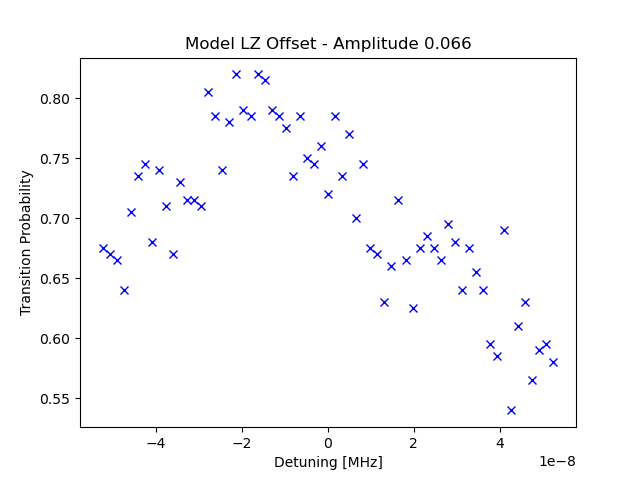 Model LZ Offset - Amplitude 0.066
Transition Probability
0.80
0.75
0.70
0.65
0.60
0.55
−4
−2
0
2
4
1e−8
Detuning [MHz]